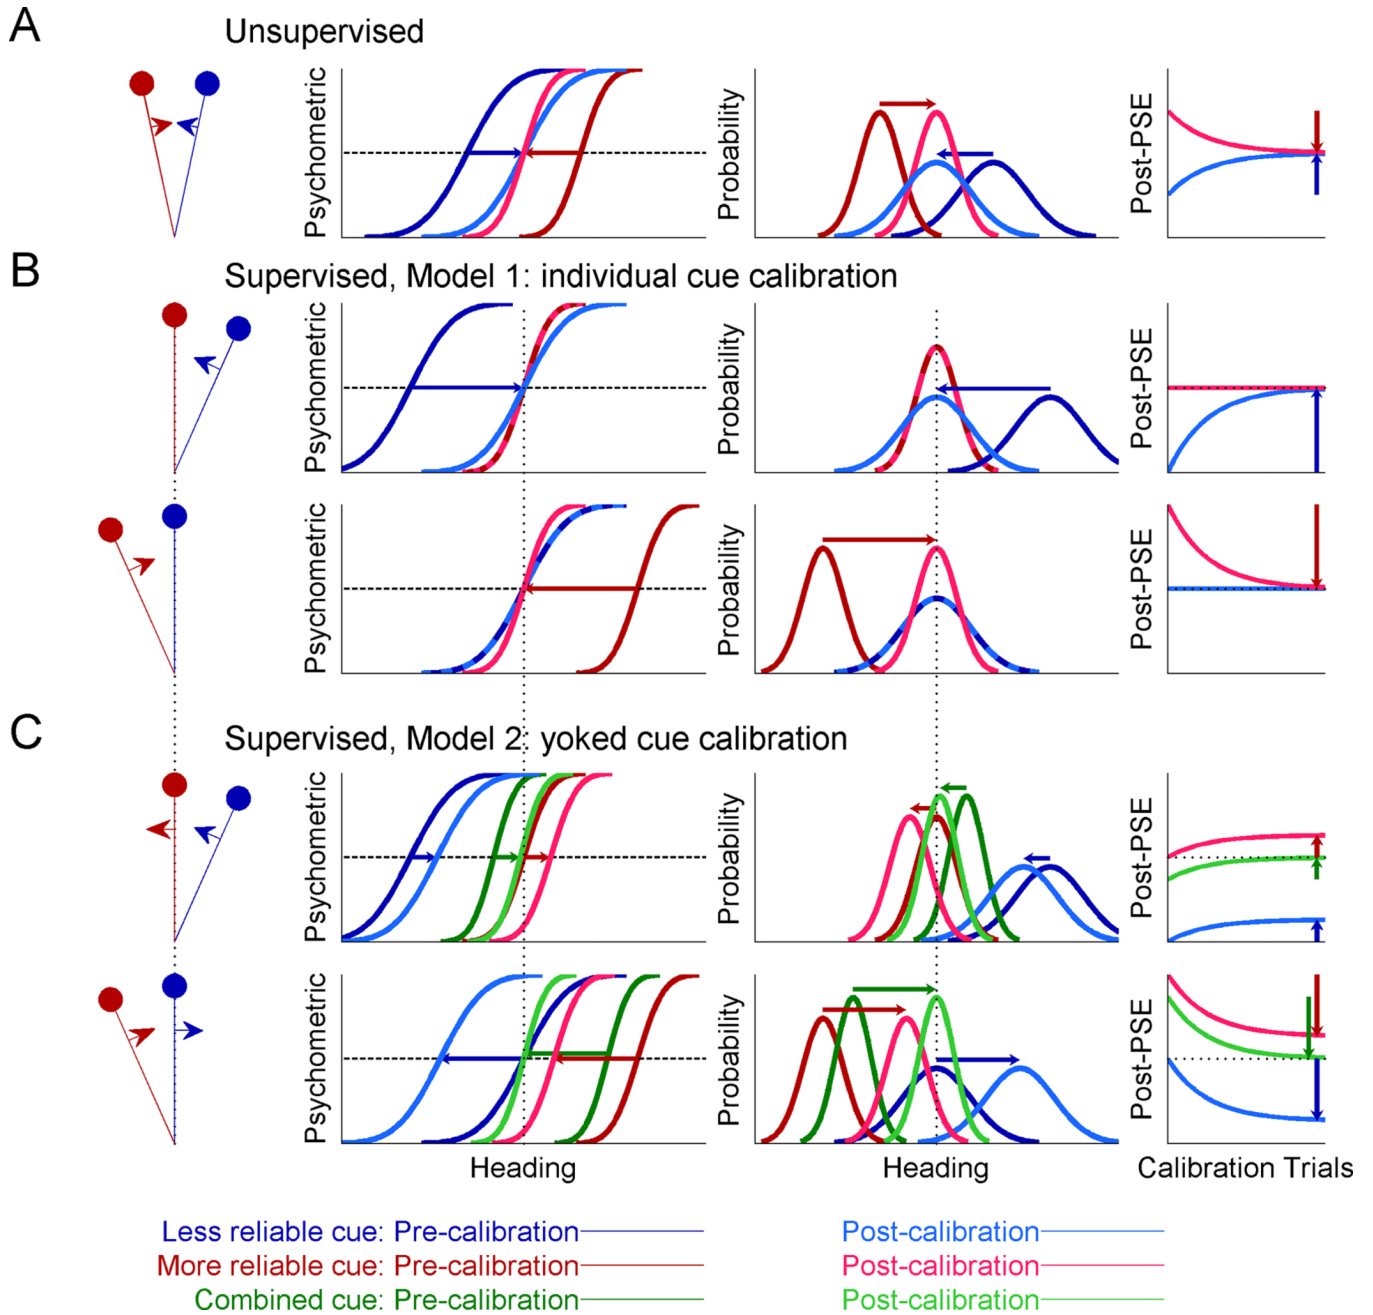 A
Unsupervised
Psychometric
Probability
Post-PSE
B
Supervised, Model 1: individual cue calibration
Psychometric
Probability
Post-PSE
Psychometric
Probability
Post-PSE
C
Supervised, Model 2: yoked cue calibration
Psychometric
Probability
Post-PSE
Psychometric
Probability
Post-PSE
Heading
Heading
Calibration Trials
Less reliable cue: Pre-calibration
Post-calibration
More reliable cue: Pre-calibration
Post-calibration
Combined cue: Pre-calibration
Post-calibration